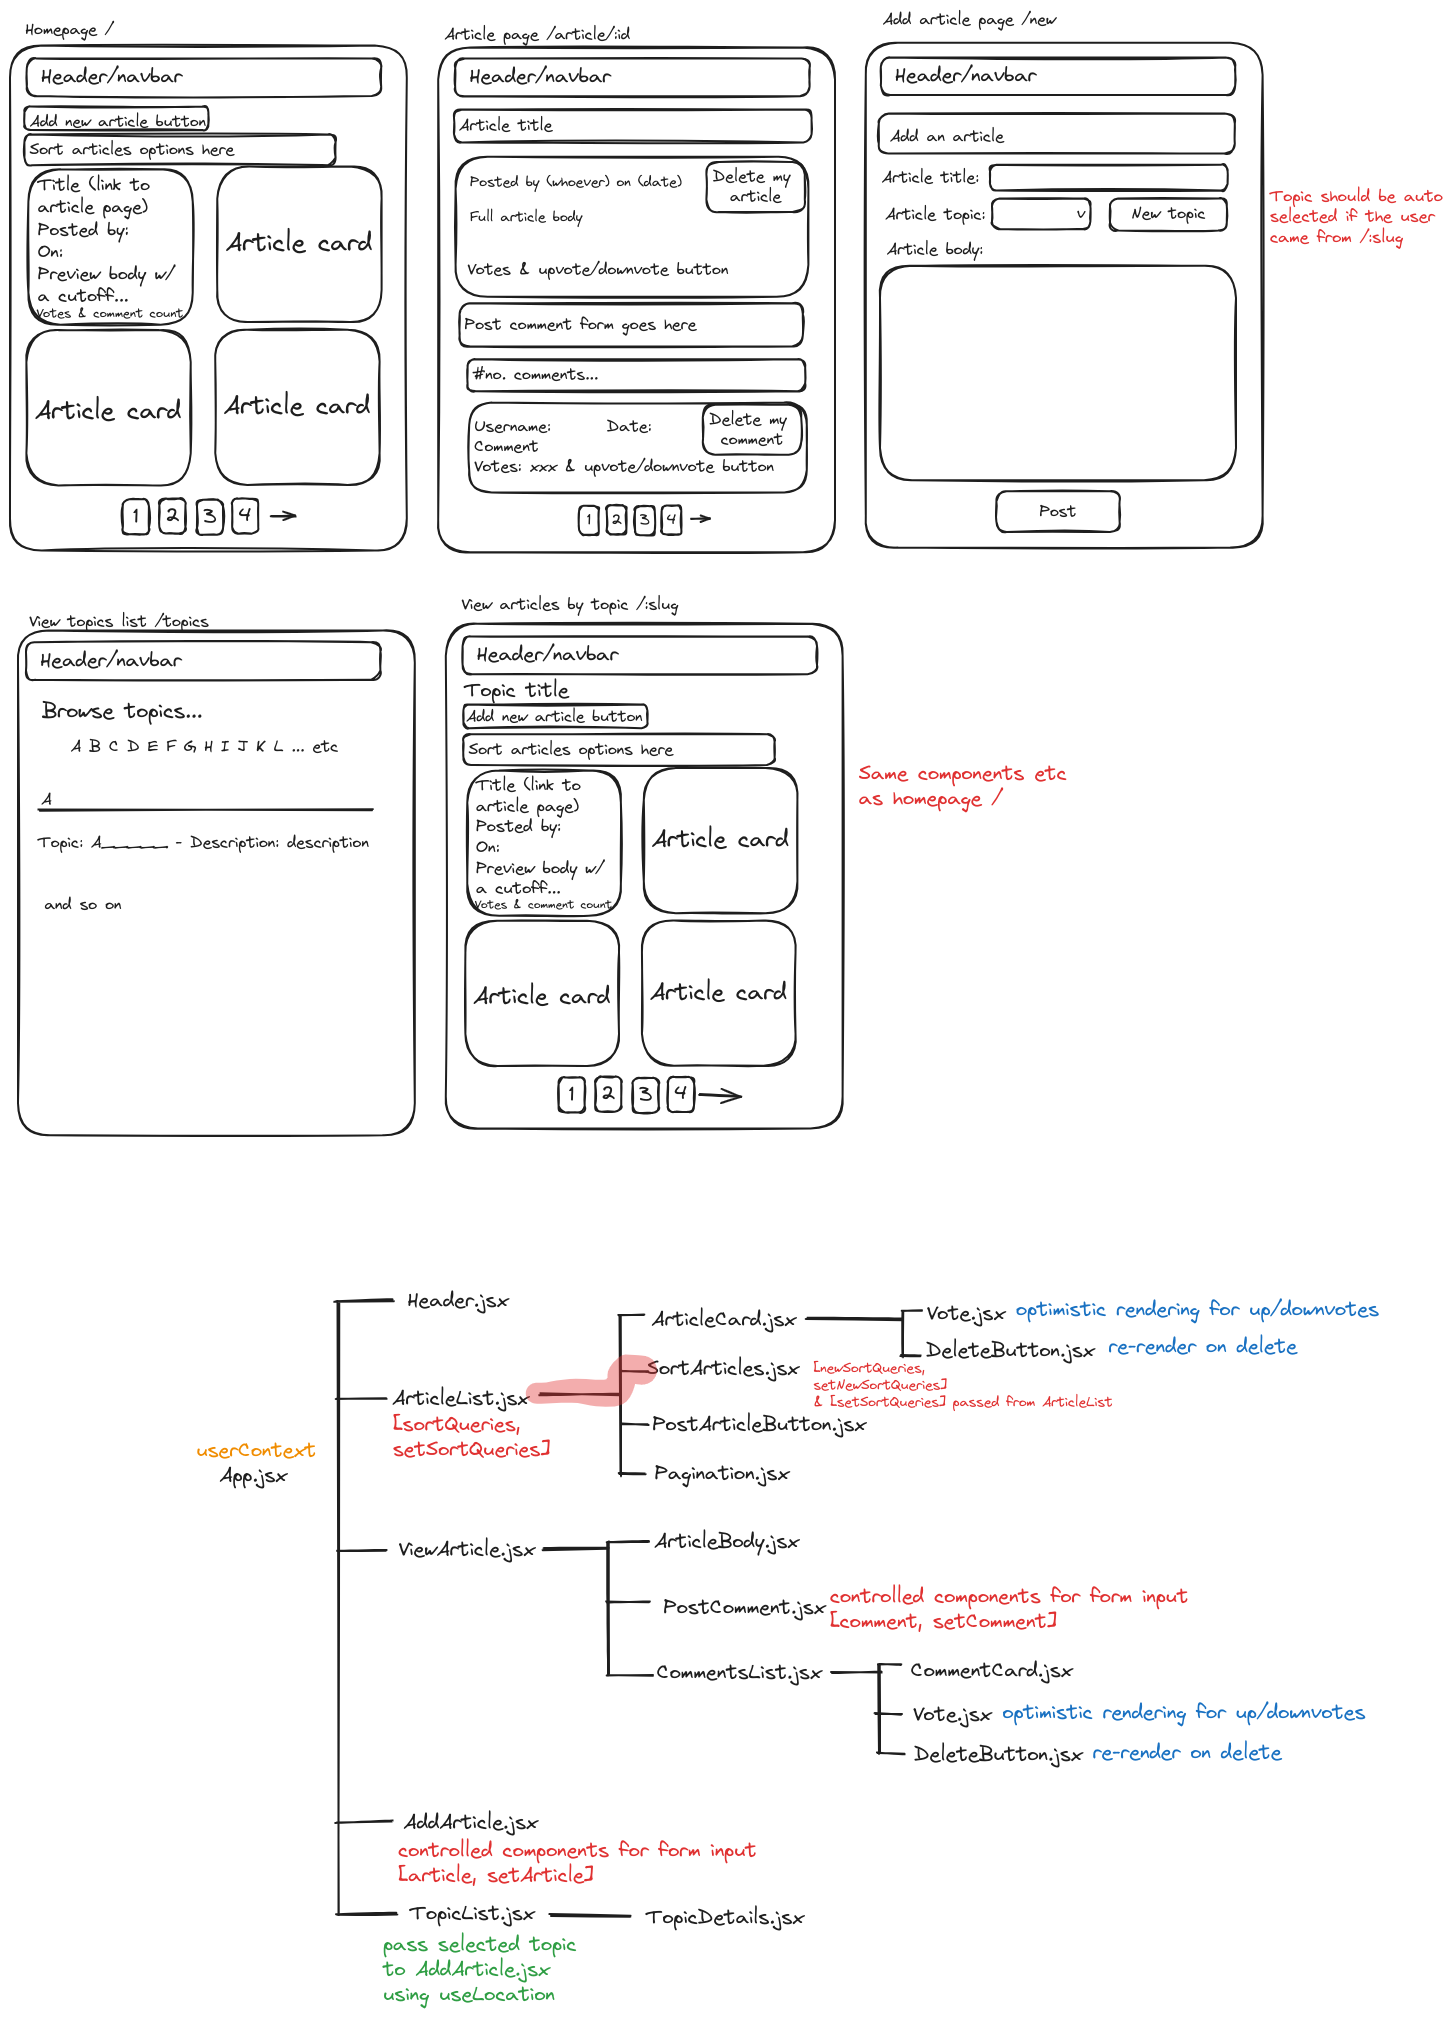 Homepage /
Header/navbar
Add new article button
Sort articles options here
Title (link to
article page)
Posted by:
On:
Preview body w/
a cutoff...
Votes & comment count
Article card
Article card
Article card
1 2 3 4
Article page /article/:id
Header/navbar
Article title
Posted by (whoever) on (date)
Delete my
article
Full article body
Votes & upvote/downvote button
Post comment form goes here
#no. comments...
Username: Date:
Delete my
comment
Comment
Votes: xxx & upvote/downvote button
1 2 3 4
Add article page /new
Header/navbar
Add an article
Article title:
Article topic: v New topic
Article body:
Post
Topic should be auto
selected if the user
came from /:slug
View topics list /topics
Header/navbar
Browse topics...
A B C D E F G H I J K L ... etc
A
Topic: A______ - Description: description
and so on
View articles by topic /:slug
Header/navbar
Topic title
Add new article button
Sort articles options here
Title (link to
article page)
Posted by:
On:
Preview body w/
a cutoff...
Votes & comment count
Article card
Article card
Article card
1 2 3 4
Same components etc
as homepage /
userContext
App.jsx
Header.jsx
ArticleList.jsx
[sortQueries,
setSortQueries]
ArticleCard.jsx
Vote.jsx optimistic rendering for up/downvotes
DeleteButton.jsx re-render on delete
SortArticles.jsx
[newSortQueries,
setNewSortQueries]
& [setSortQueries] passed from ArticleList
PostArticleButton.jsx
Pagination.jsx
ViewArticle.jsx
ArticleBody.jsx
PostComment.jsx
controlled components for form input
[comment, setComment]
CommentsList.jsx
CommentCard.jsx
Vote.jsx optimistic rendering for up/downvotes
DeleteButton.jsx re-render on delete
AddArticle.jsx
controlled components for form input
[article, setArticle]
TopicList.jsx
TopicDetails.jsx
pass selected topic
to AddArticle.jsx
using useLocation